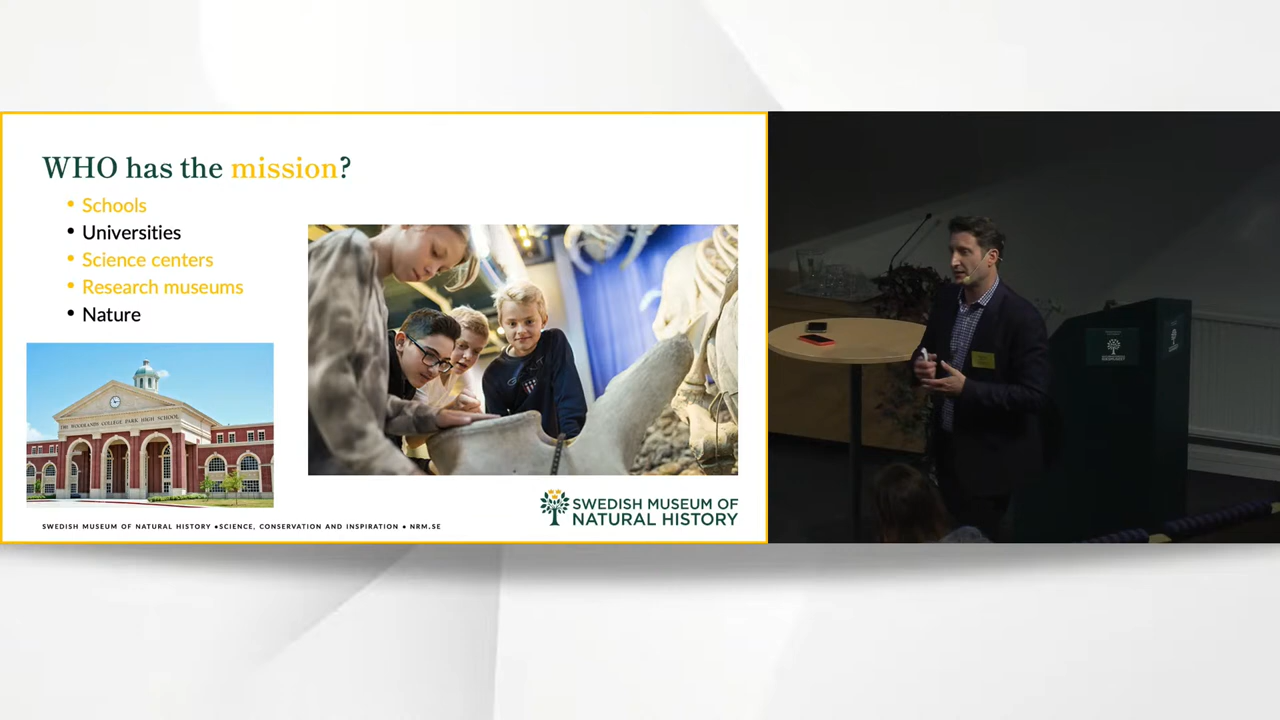 WHO has the mission?
• Schools
• Universities
• Science centers
• Research museums
• Nature
THE WOODLANDS COLLEGE PARK HIGH SCHOOL
SWEDISH MUSEUM OF
NATURAL HISTORY
SWEDISH MUSEUM OF NATURAL HISTORY •SCIENCE, CONSERVATION AND INSPIRATION • NRM.SE